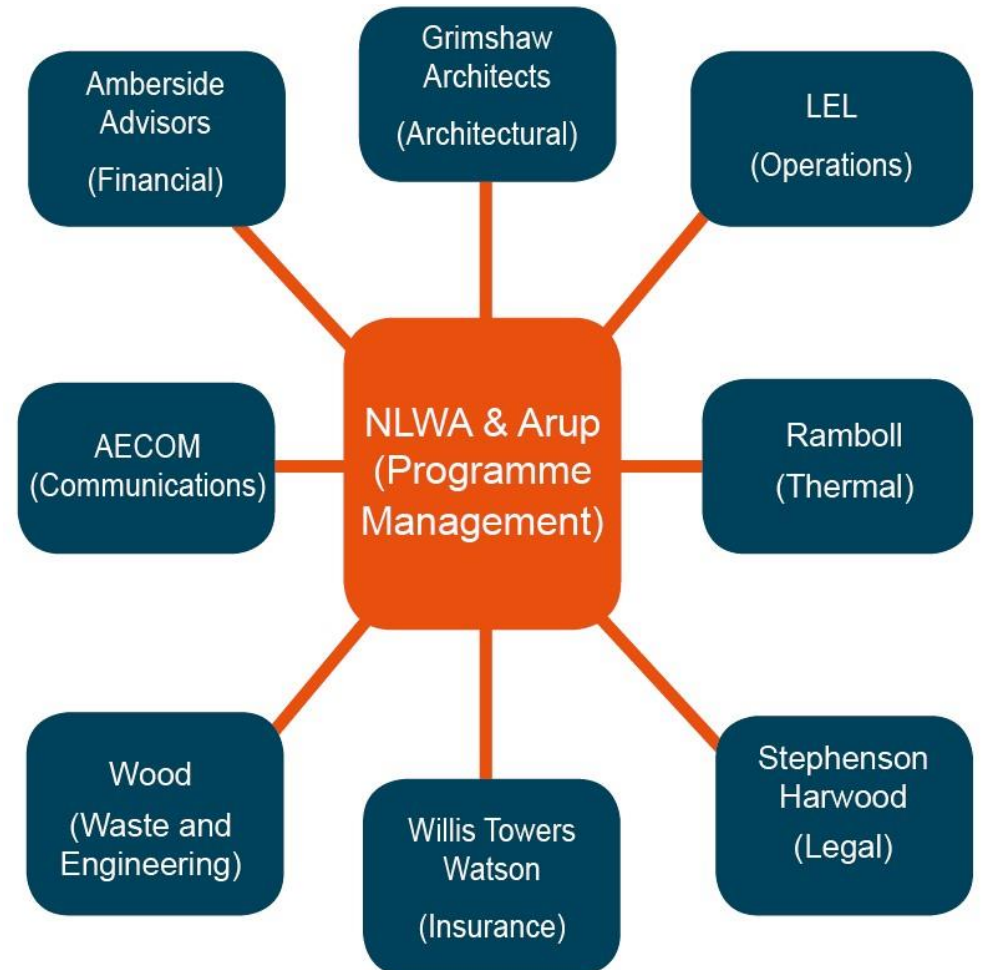 Grimshaw
Architects
(Architectural)
Amberside
Advisors
(Financial)
LEL
(Operations)
NLWA & Arup
(Programme
Management)
AECOM
(Communications)
Ramboll
(Thermal)
Wood
(Waste and
Engineering)
Willis Towers
Watson
(Insurance)
Stephenson
Harwood
(Legal)